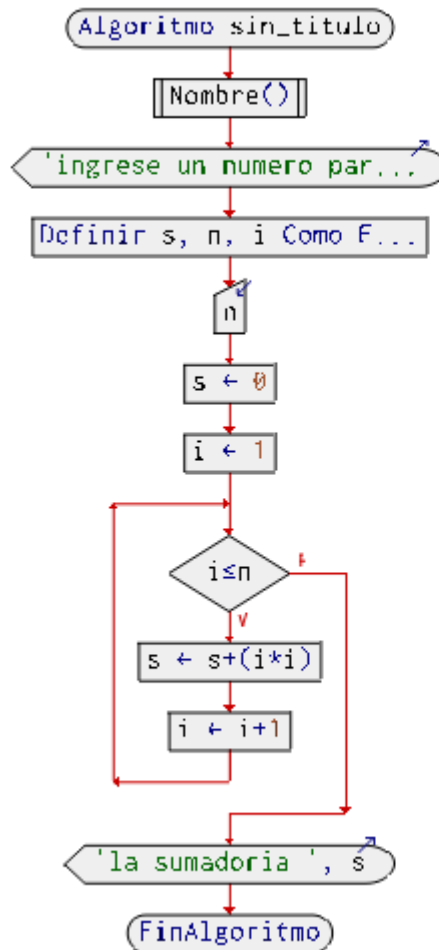 Algoritmo sin_titulo
Nombre()
'ingrese un numero par...
Definir s, n, i Como E...
n
s ← 0
i ← 1
i≤n
F
V
s ← s+(i*i)
i ← i+1
'la sumadoria ', s
FinAlgoritmo